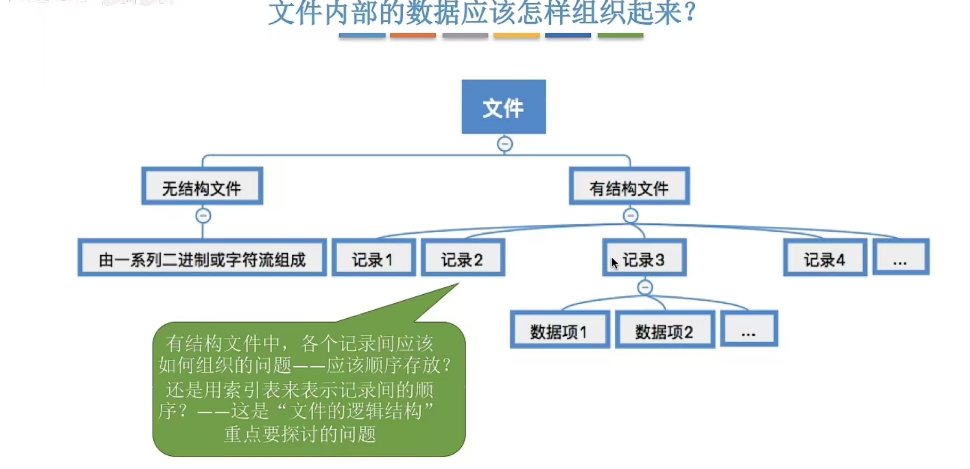 文件内部的数据应该怎样组织起来？
文件
无结构文件
有结构文件
由一系列二进制或字符流组成
记录1
记录2
记录3
记录4
...
数据项1
数据项2
...
有结构文件中，各个记录间应该
如何组织的问题——应该顺序存放？
还是用索引表来表示记录间的顺
序？——这是“文件的逻辑结构”
重点要探讨的问题